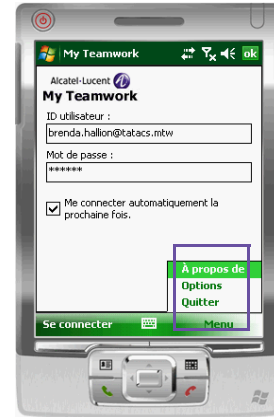 My Teamwork
ok
Alcatel-Lucent
My Teamwork
ID utilisateur :
brenda.hallion@tatacs.mtw
Mot de passe :
******
Me connecter automatiquement la
prochaine fois.
À propos de
Options
Quitter
Se connecter
Menu